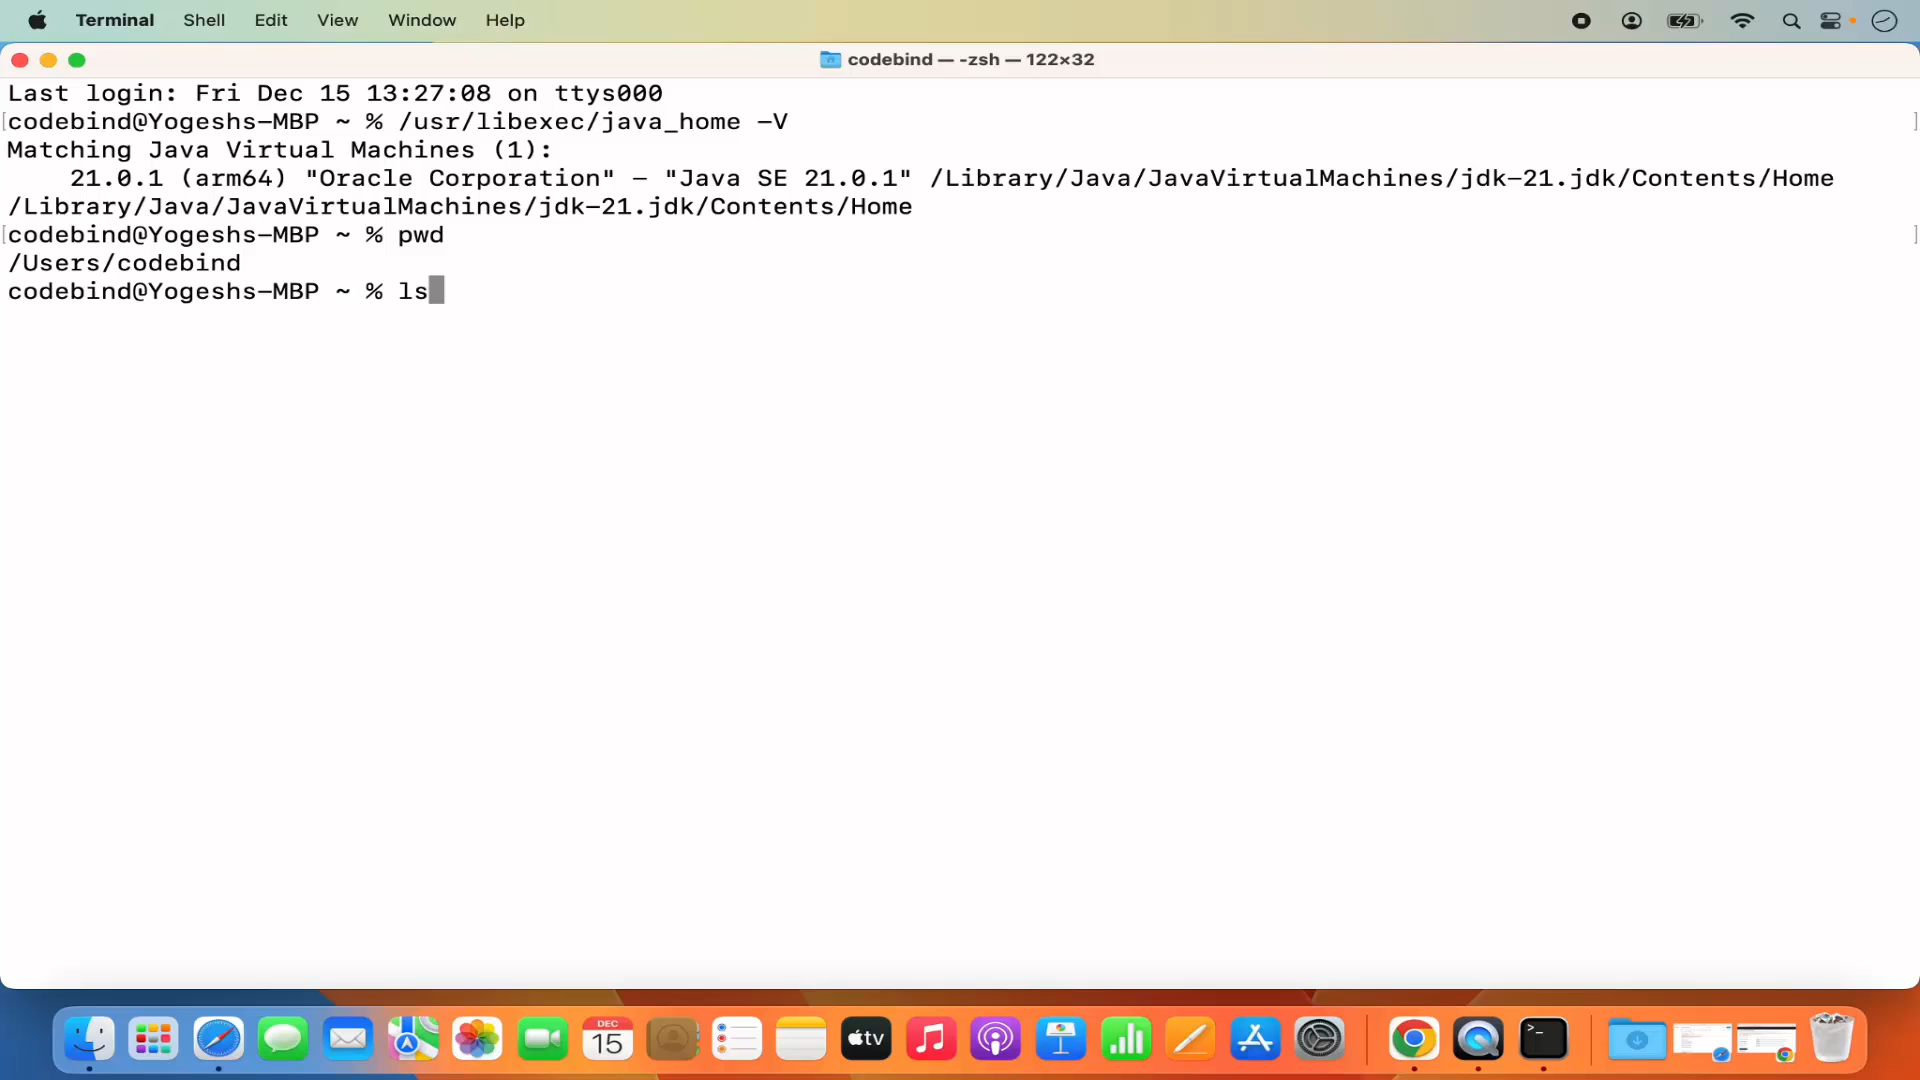 Terminal Shell Edit View Window Help
codebind — -zsh — 122×32
Last login: Fri Dec 15 13:27:08 on ttys000
[codebind@Yogeshs-MBP ~ % /usr/libexec/java_home -V ]
Matching Java Virtual Machines (1):
    21.0.1 (arm64) "Oracle Corporation" - "Java SE 21.0.1" /Library/Java/JavaVirtualMachines/jdk-21.jdk/Contents/Home
/Library/Java/JavaVirtualMachines/jdk-21.jdk/Contents/Home
[codebind@Yogeshs-MBP ~ % pwd ]
/Users/codebind
codebind@Yogeshs-MBP ~ % ls
DEC
15
tv
>_